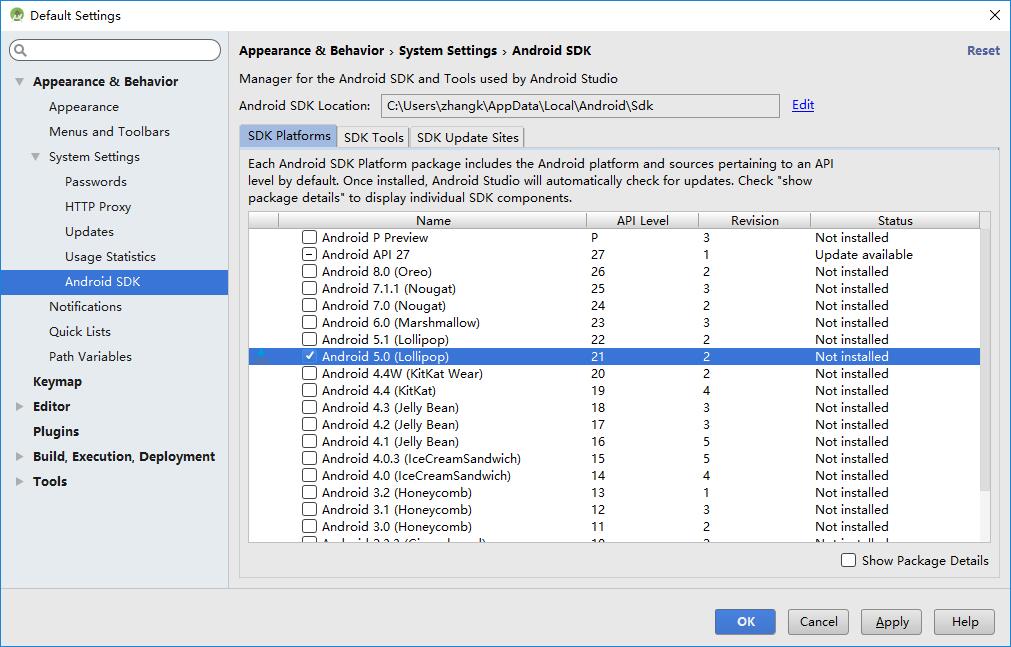 Default Settings
Appearance & Behavior
Appearance
Menus and Toolbars
System Settings
Passwords
HTTP Proxy
Updates
Usage Statistics
Android SDK
Notifications
Quick Lists
Path Variables
Keymap
Editor
Plugins
Build, Execution, Deployment
Tools
Appearance & Behavior › System Settings › Android SDK
Reset
Manager for the Android SDK and Tools used by Android Studio
Android SDK Location: C:\Users\zhangk\AppData\Local\Android\Sdk Edit
SDK Platforms SDK Tools SDK Update Sites
Each Android SDK Platform package includes the Android platform and sources pertaining to an API
level by default. Once installed, Android Studio will automatically check for updates. Check "show
package details" to display individual SDK components.
Name API Level Revision Status
Android P Preview P 3 Not installed
Android API 27 27 1 Update available
Android 8.0 (Oreo) 26 2 Not installed
Android 7.1.1 (Nougat) 25 3 Not installed
Android 7.0 (Nougat) 24 2 Not installed
Android 6.0 (Marshmallow) 23 3 Not installed
Android 5.1 (Lollipop) 22 2 Not installed
Android 5.0 (Lollipop) 21 2 Not installed
Android 4.4W (KitKat Wear) 20 2 Not installed
Android 4.4 (KitKat) 19 4 Not installed
Android 4.3 (Jelly Bean) 18 3 Not installed
Android 4.2 (Jelly Bean) 17 3 Not installed
Android 4.1 (Jelly Bean) 16 5 Not installed
Android 4.0.3 (IceCreamSandwich) 15 5 Not installed
Android 4.0 (IceCreamSandwich) 14 4 Not installed
Android 3.2 (Honeycomb) 13 1 Not installed
Android 3.1 (Honeycomb) 12 3 Not installed
Android 3.0 (Honeycomb) 11 2 Not installed
Show Package Details
OK Cancel Apply Help